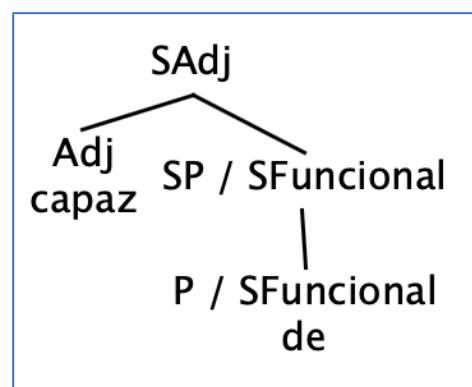 SAdj
Adj
capaz
SP / SFuncional
P / SFuncional
de